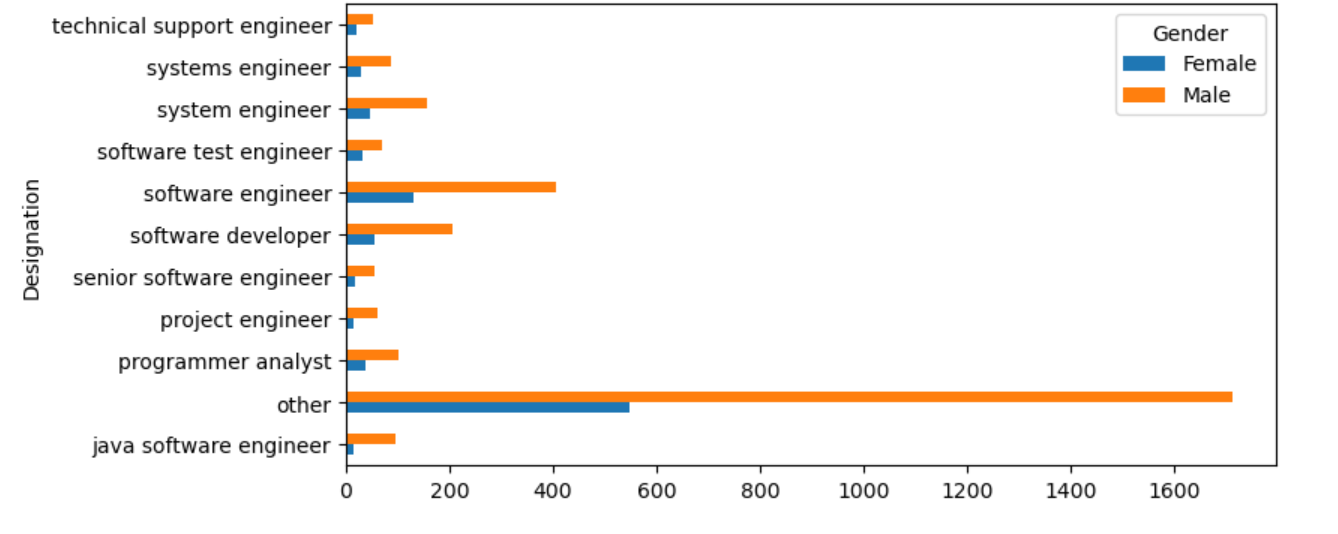 technical support engineer
systems engineer
system engineer
software test engineer
software engineer
software developer
senior software engineer
project engineer
programmer analyst
other
java software engineer
Designation
Gender
Female
Male
0 200 400 600 800 1000 1200 1400 1600